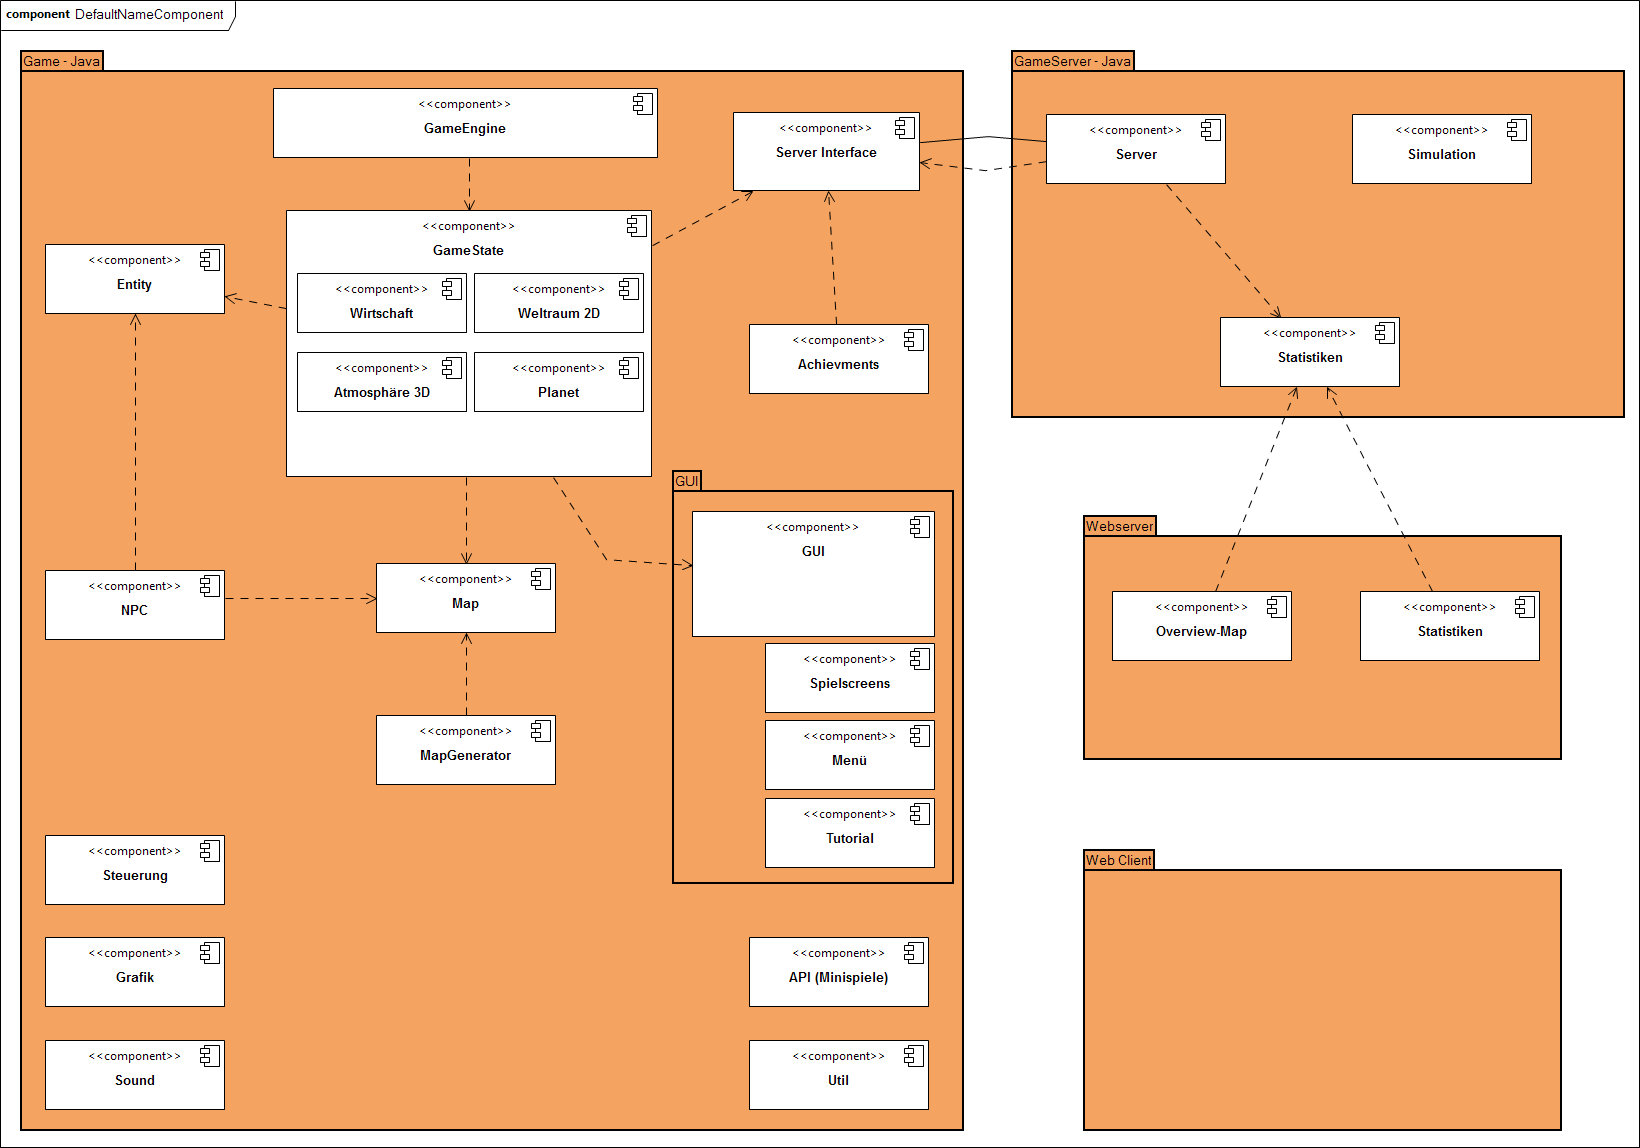 component DefaultNameComponent
Game - Java
<<component>>
GameEngine
<<component>>
Server Interface
<<component>>
GameState
<<component>>
Wirtschaft
<<component>>
Weltraum 2D
<<component>>
Atmosphäre 3D
<<component>>
Planet
<<component>>
Entity
<<component>>
Achievments
<<component>>
NPC
<<component>>
Map
<<component>>
MapGenerator
GUI
<<component>>
GUI
<<component>>
Spielscreens
<<component>>
Menü
<<component>>
Tutorial
<<component>>
Steuerung
<<component>>
Grafik
<<component>>
Sound
<<component>>
API (Minispiele)
<<component>>
Util
GameServer - Java
<<component>>
Server
<<component>>
Simulation
<<component>>
Statistiken
Webserver
<<component>>
Overview-Map
<<component>>
Statistiken
Web Client